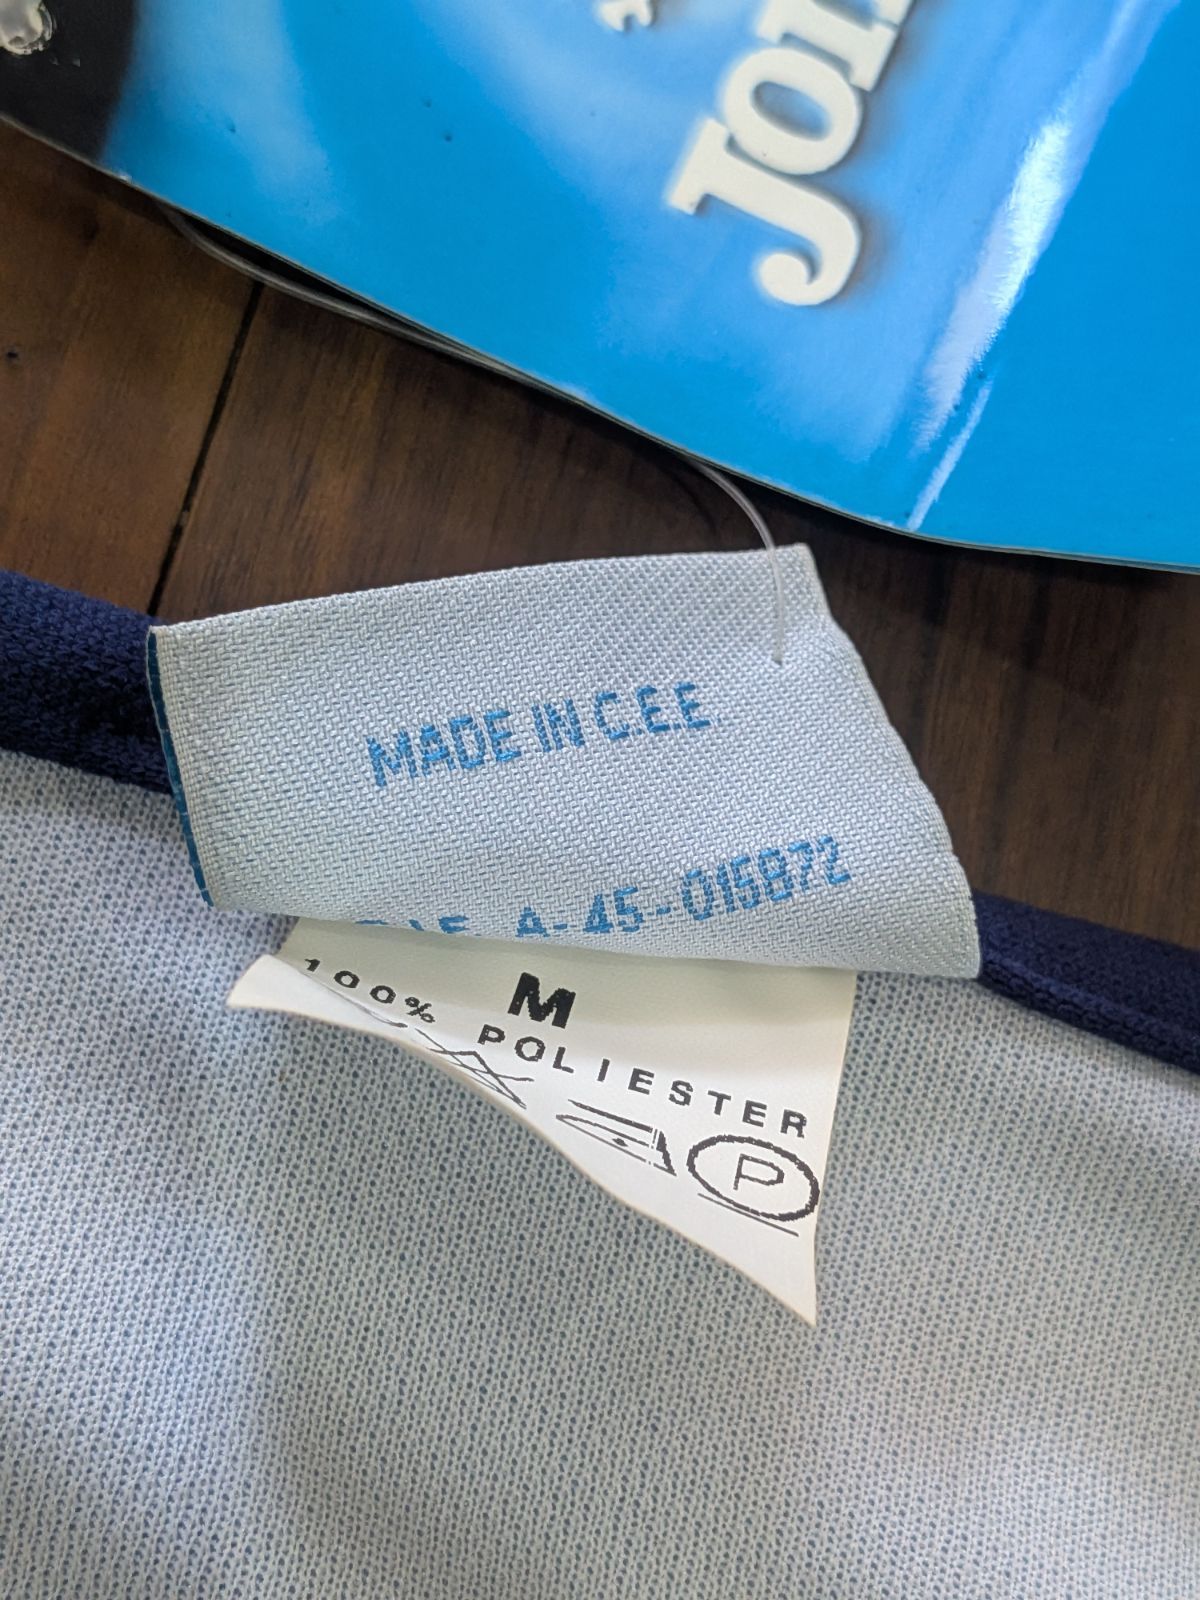 MADE IN C.E.E.
A-45-015872
M
100% POLIESTER
P